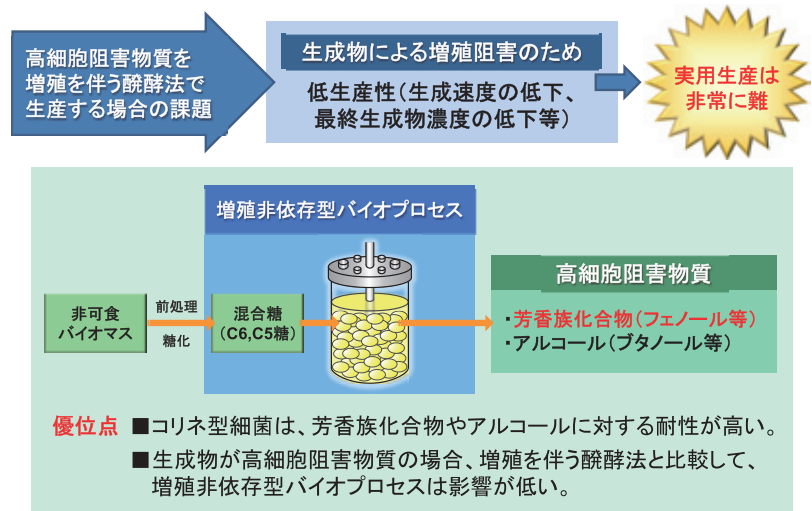 高細胞阻害物質を
増殖を伴う醗酵法で
生産する場合の課題
生成物による増殖阻害のため
低生産性（生成速度の低下、
最終生成物濃度の低下等）
実用生産は
非常に難
増殖非依存型バイオプロセス
非可食
バイオマス
前処理
糖化
混合糖
（C6,C5糖）
高細胞阻害物質
・芳香族化合物（フェノール等）
・アルコール（ブタノール等）
優位点 ■コリネ型細菌は、芳香族化合物やアルコールに対する耐性が高い。
■生成物が高細胞阻害物質の場合、増殖を伴う醗酵法と比較して、
増殖非依存型バイオプロセスは影響が低い。